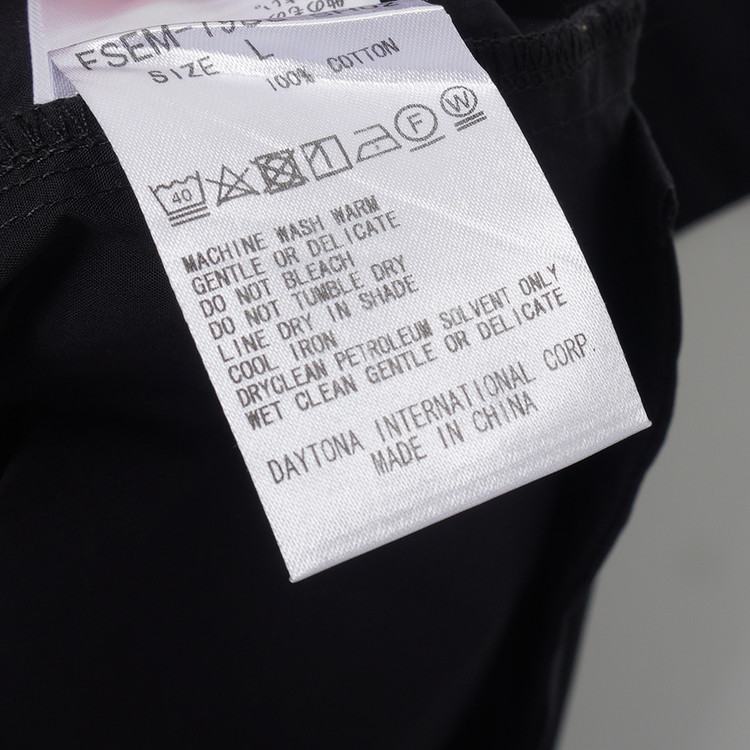 SIZE L
100% COTTON
40 F W
MACHINE WASH WARM
GENTLE OR DELICATE
DO NOT BLEACH
DO NOT TUMBLE DRY
LINE DRY IN SHADE
COOL IRON
DRYCLEAN PETROLEUM SOLVENT ONLY
WET CLEAN GENTLE OR DELICATE
DAYTONA INTERNATIONAL CORP.
MADE IN CHINA